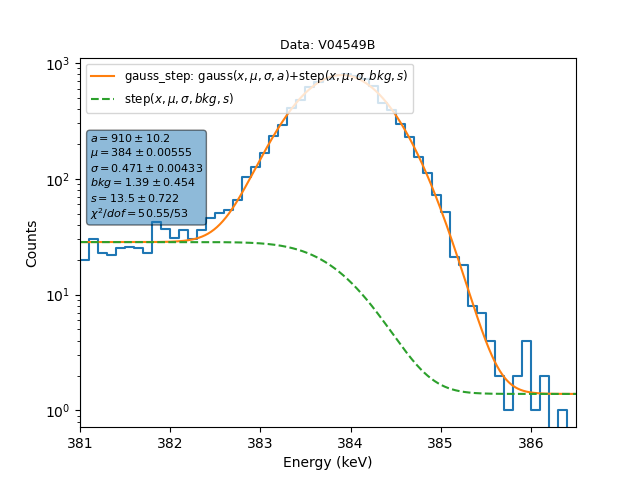 Data: V04549B
gauss_step: gauss(x, μ, σ, a)+step(x, μ, σ, bkg, s)
step(x, μ, σ, bkg, s)
a = 910 ± 10.2
μ = 384 ± 0.00555
σ = 0.471 ± 0.00433
bkg = 1.39 ± 0.454
s = 13.5 ± 0.722
χ²/dof = 50.55/53
10³
10²
10¹
10⁰
Counts
381 382 383 384 385 386
Energy (keV)